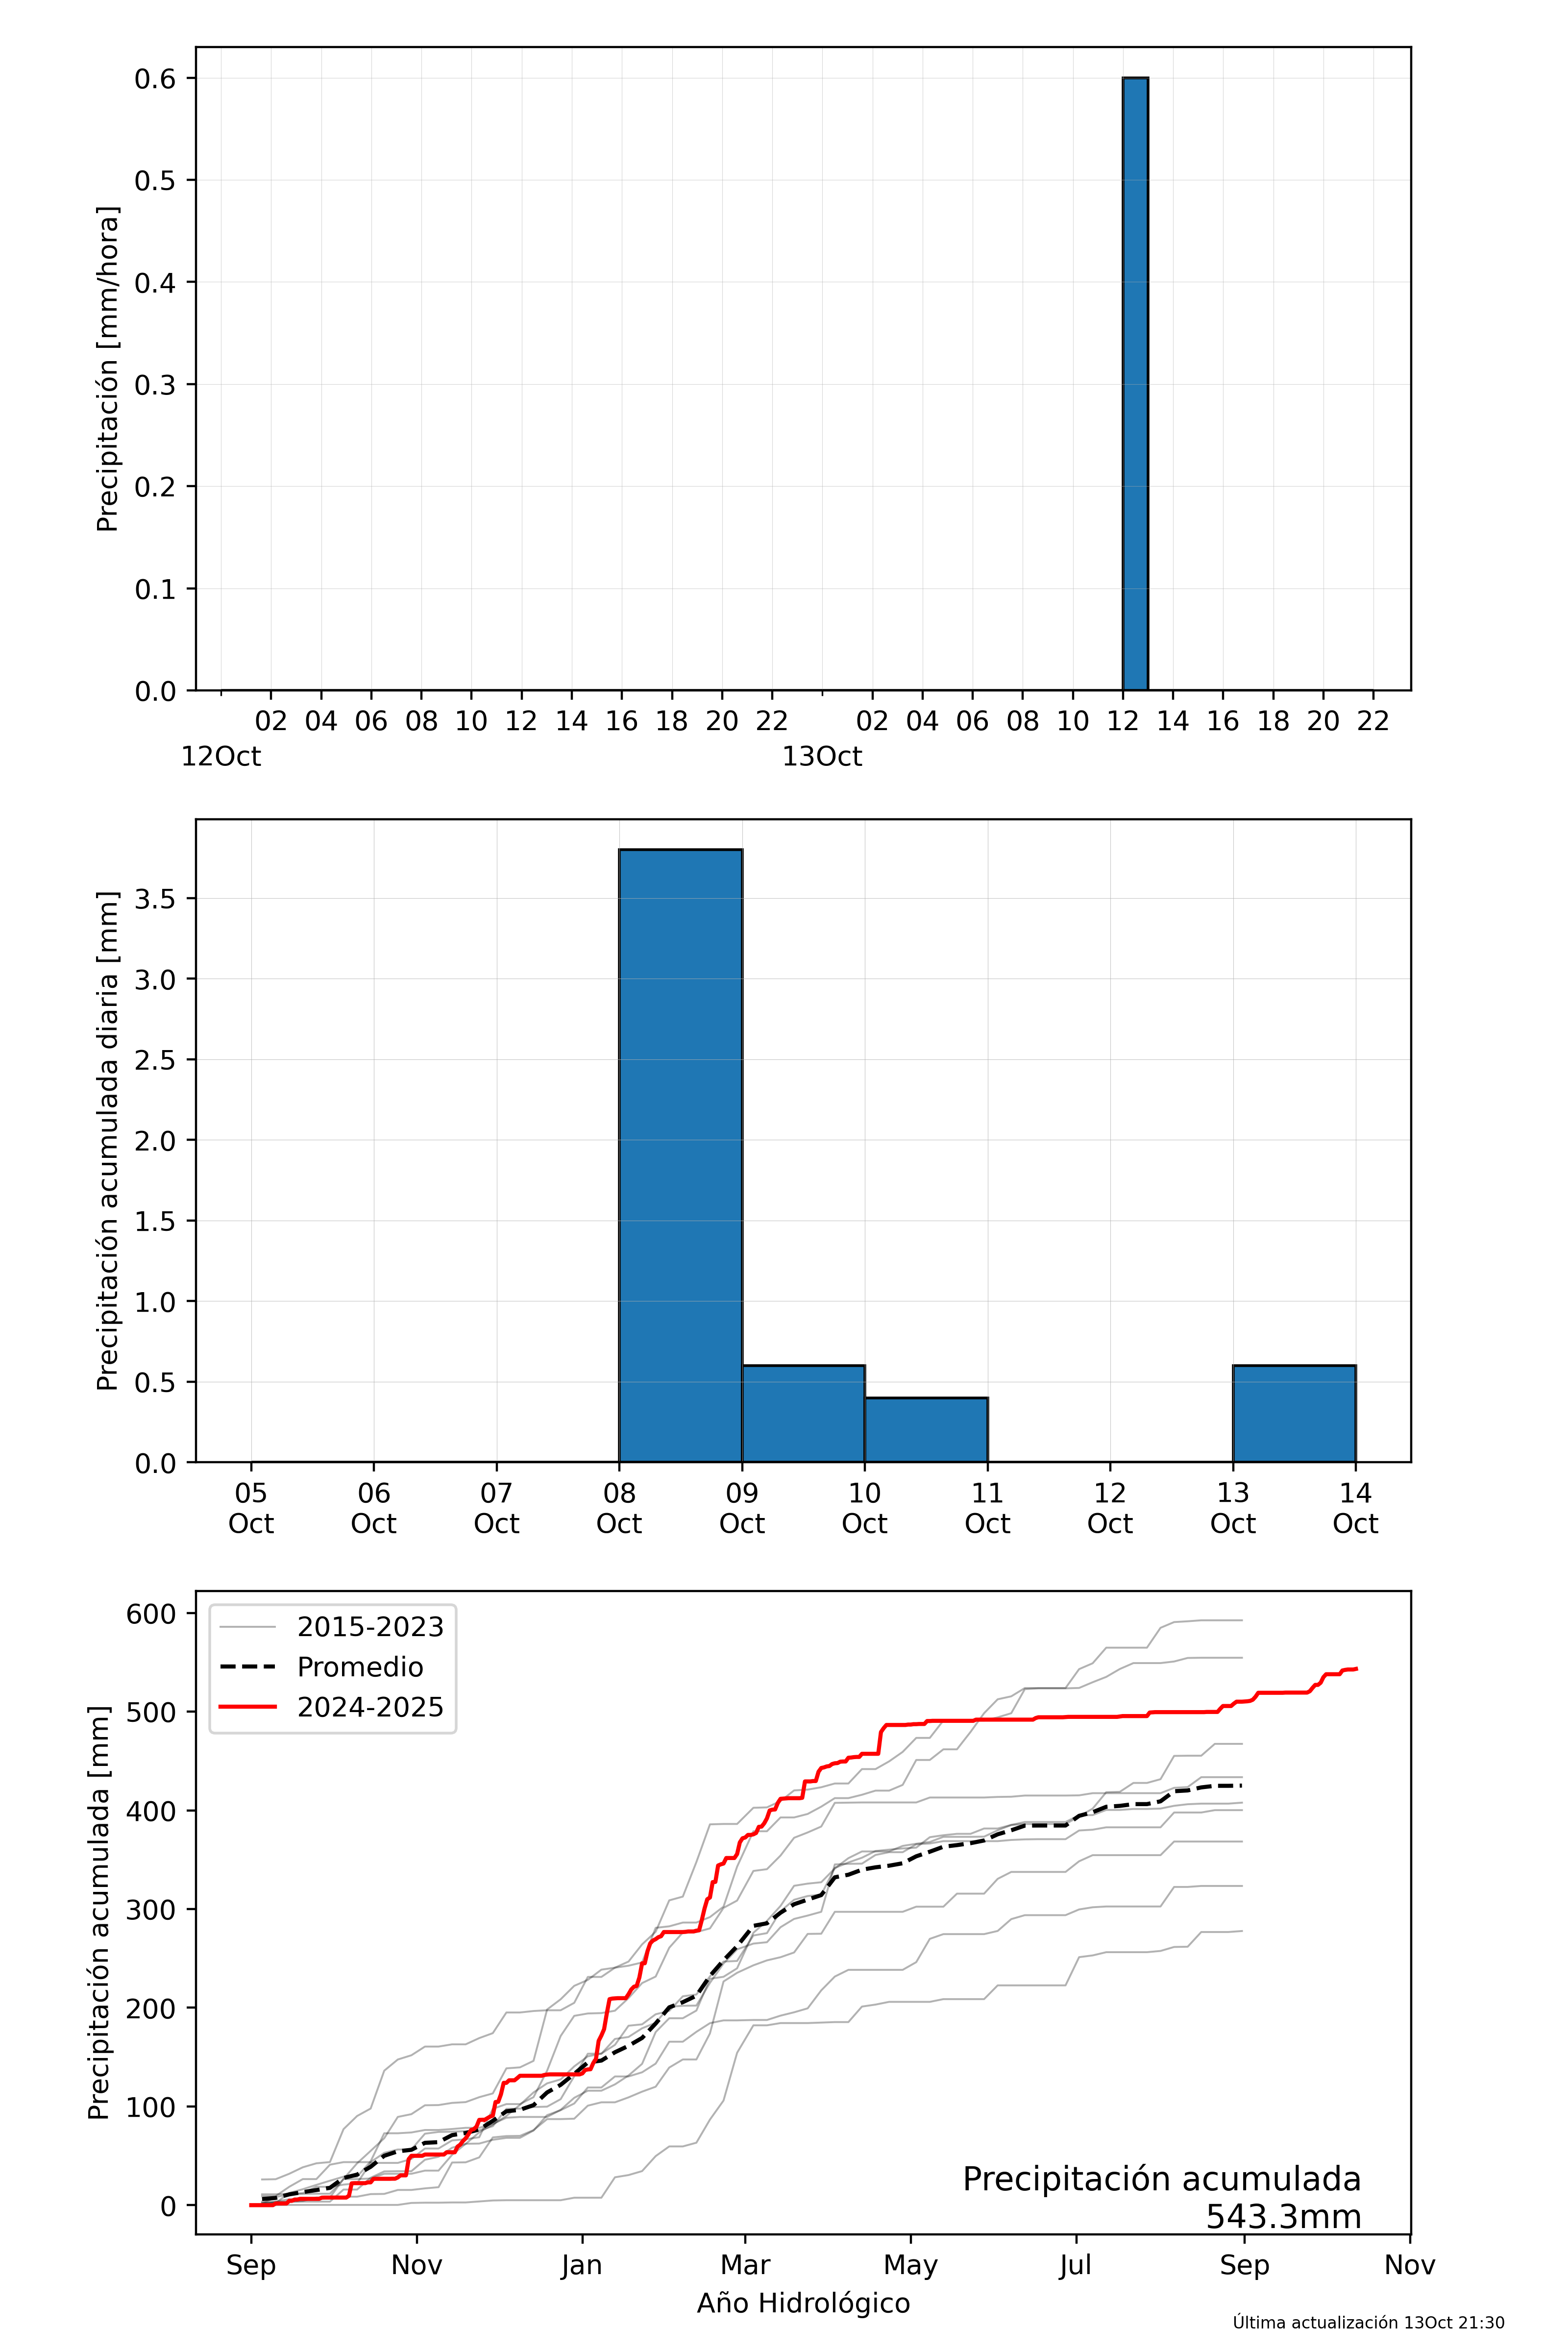 0.6
0.5
0.4
0.3
0.2
0.1
0.0
Precipitación [mm/hora]
02 04 06 08 10 12 14 16 18 20 22 02 04 06 08 10 12 14 16 18 20 22
12Oct 13Oct
3.5
3.0
2.5
2.0
1.5
1.0
0.5
0.0
Precipitación acumulada diaria [mm]
05 06 07 08 09 10 11 12 13 14
Oct Oct Oct Oct Oct Oct Oct Oct Oct Oct
600
500
400
300
200
100
0
Precipitación acumulada [mm]
2015-2023
Promedio
2024-2025
Precipitación acumulada
543.3mm
Sep Nov Jan Mar May Jul Sep Nov
Año Hidrológico
Última actualización 13Oct 21:30